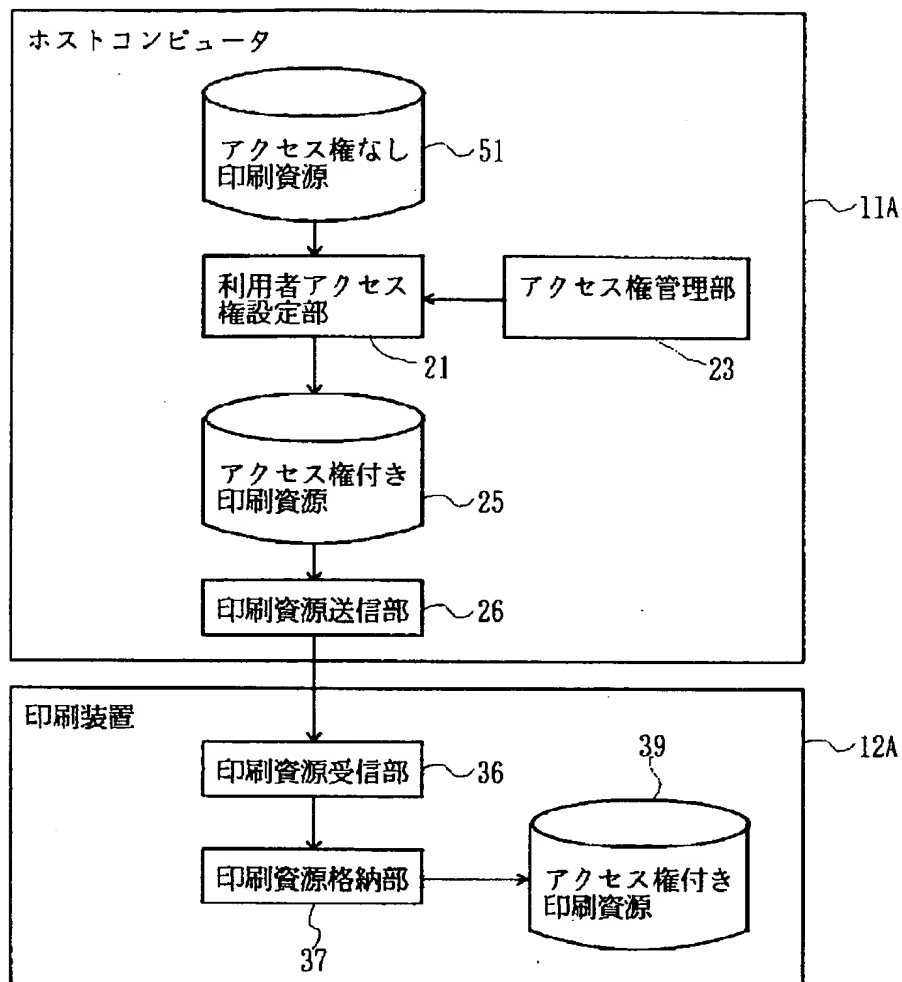 ホストコンピュータ
アクセス権なし
印刷資源
51
11A
利用者アクセス
権設定部
アクセス権管理部
21
23
アクセス権付き
印刷資源
25
印刷資源送信部
26
印刷装置
12A
印刷資源受信部
36
39
印刷資源格納部
アクセス権付き
印刷資源
37